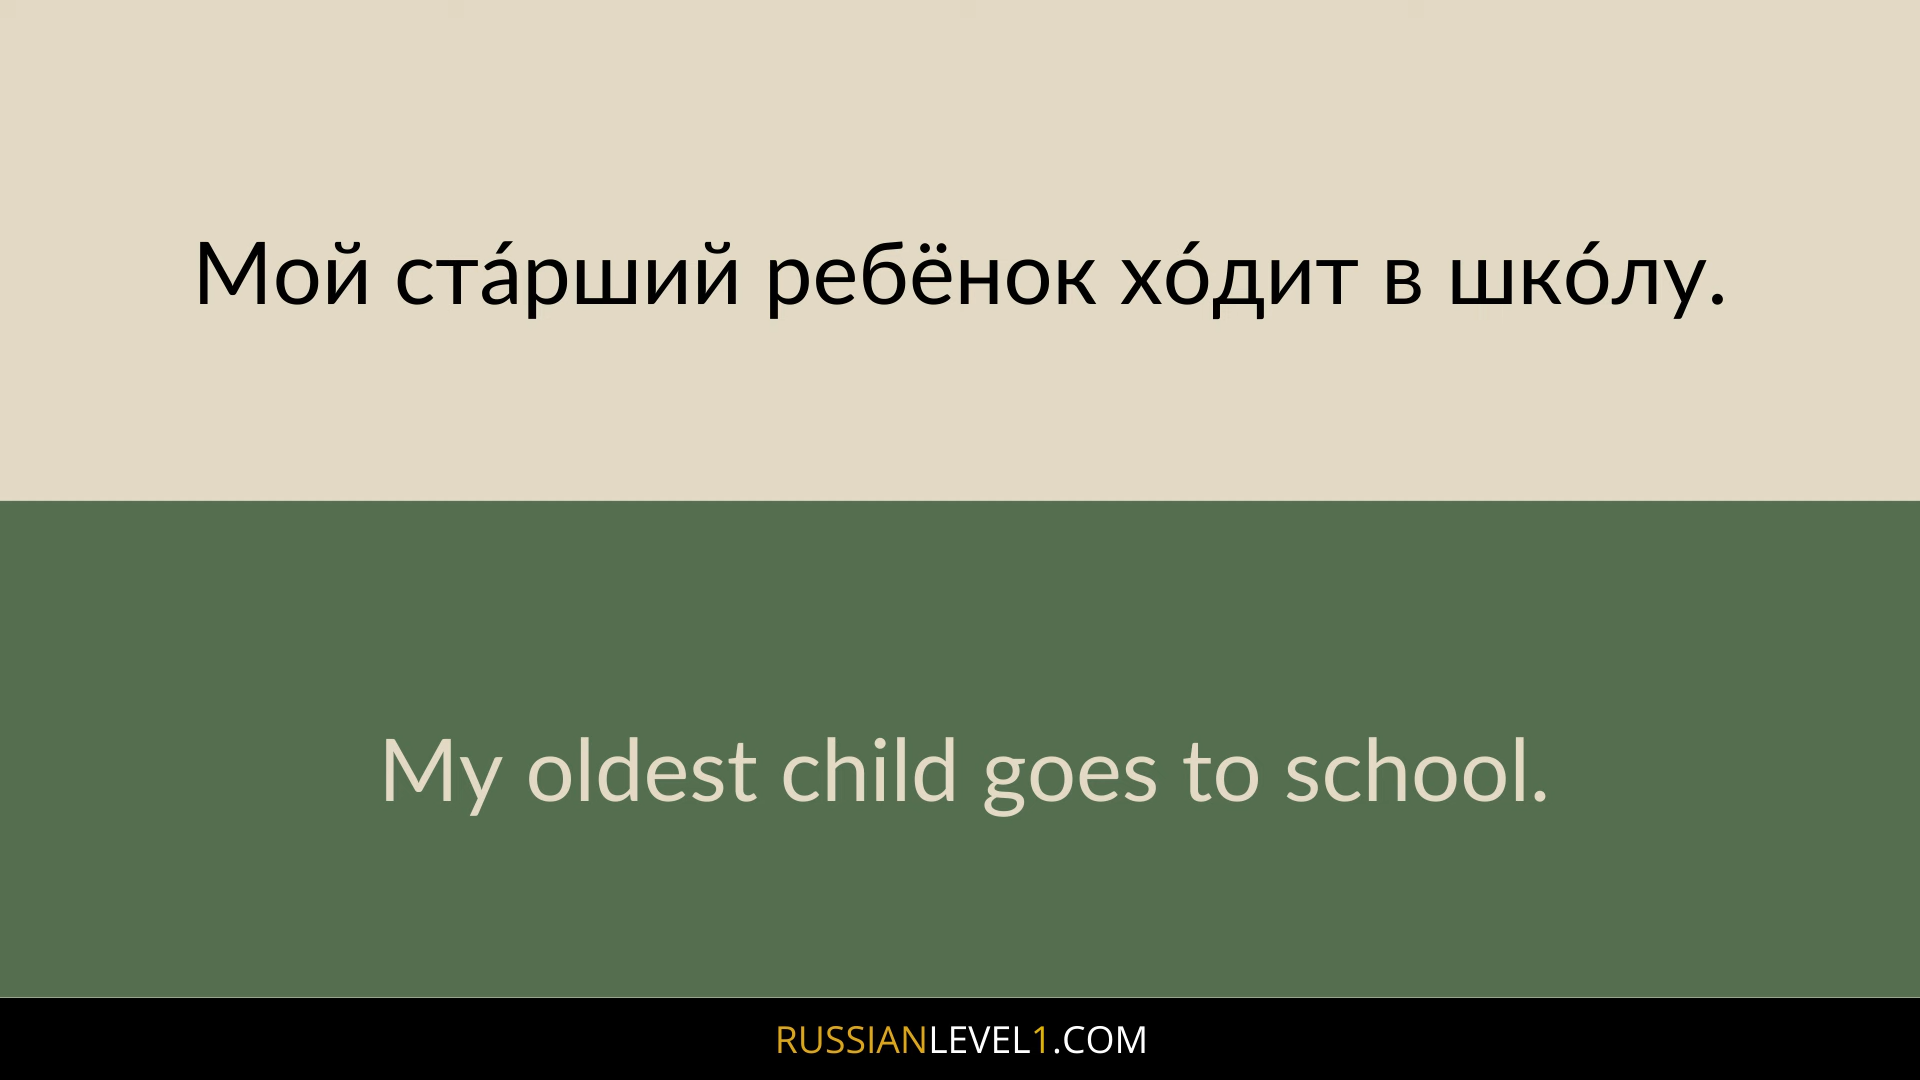 Мой ста́рший ребёнок хо́дит в шко́лу.
My oldest child goes to school.
RUSSIANLEVEL1.COM